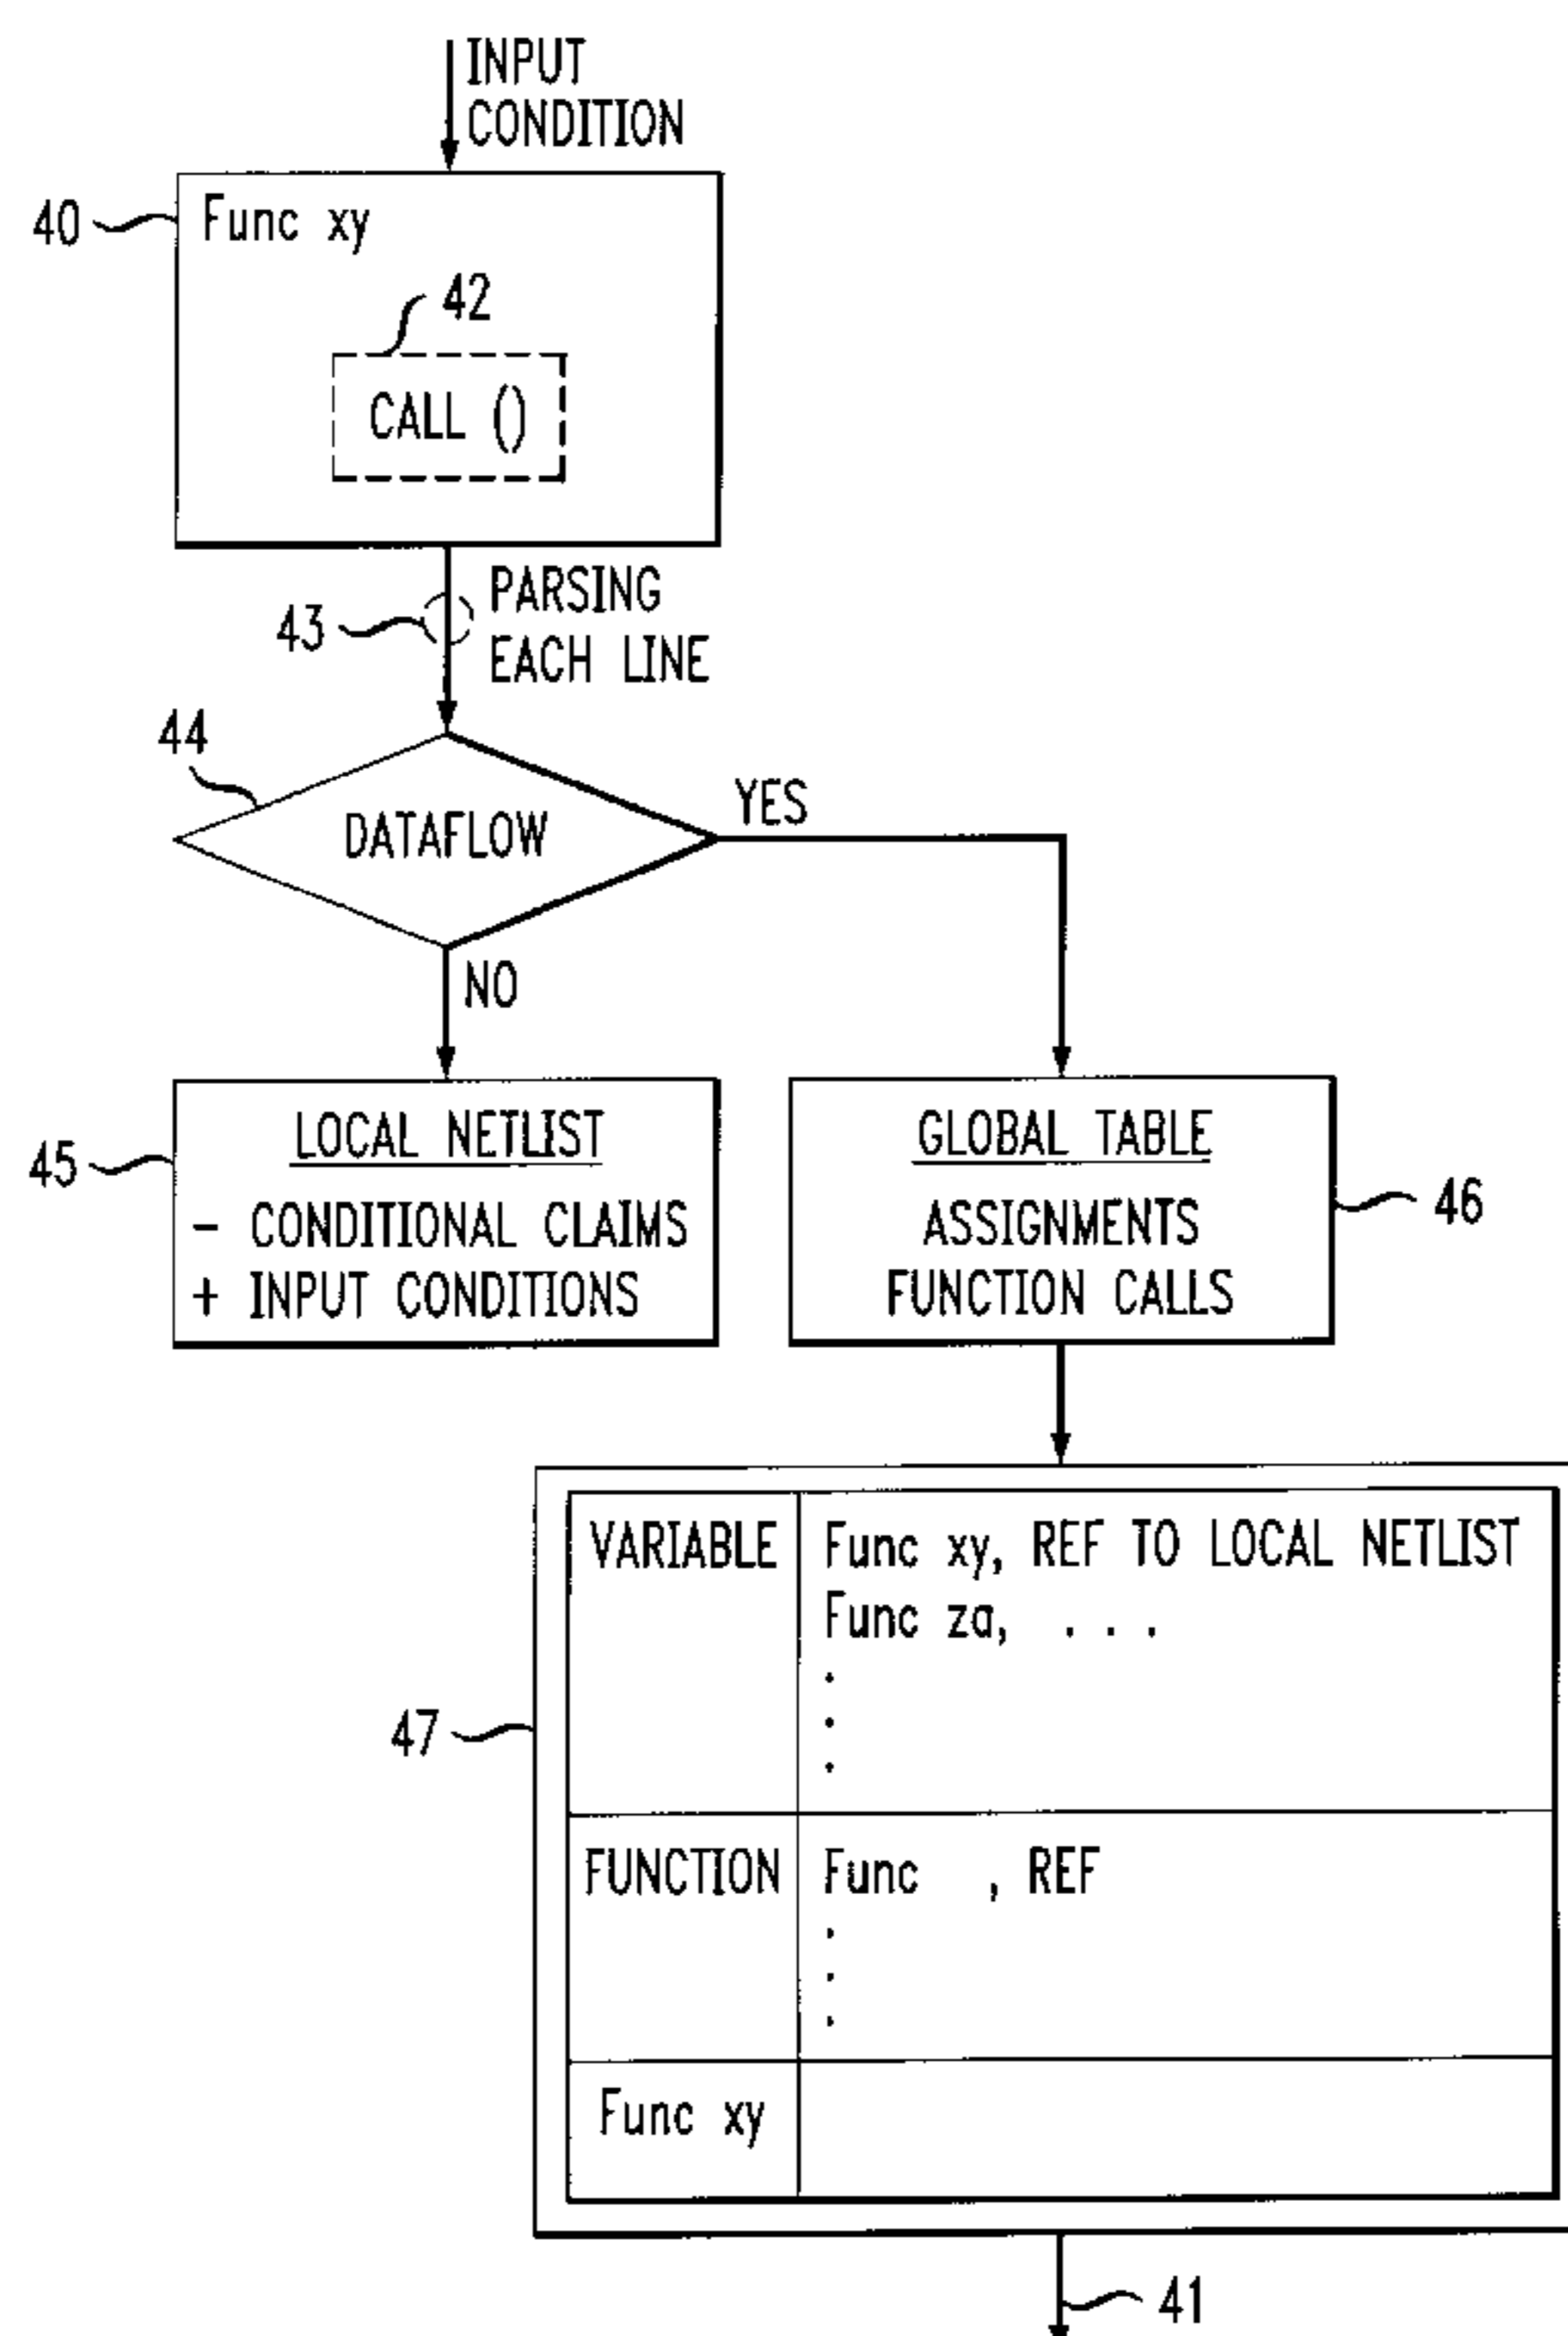 INPUT
CONDITION
40
Func xy
42
CALL ()
43
PARSING
EACH LINE
44
DATAFLOW
YES
NO
45
LOCAL NETLIST
- CONDITIONAL CLAIMS
+ INPUT CONDITIONS
GLOBAL TABLE
ASSIGNMENTS
FUNCTION CALLS
46
47
VARIABLE
Func xy, REF TO LOCAL NETLIST
Func za, . . .
.
.
.
FUNCTION
Func , REF
.
.
.
Func xy
41